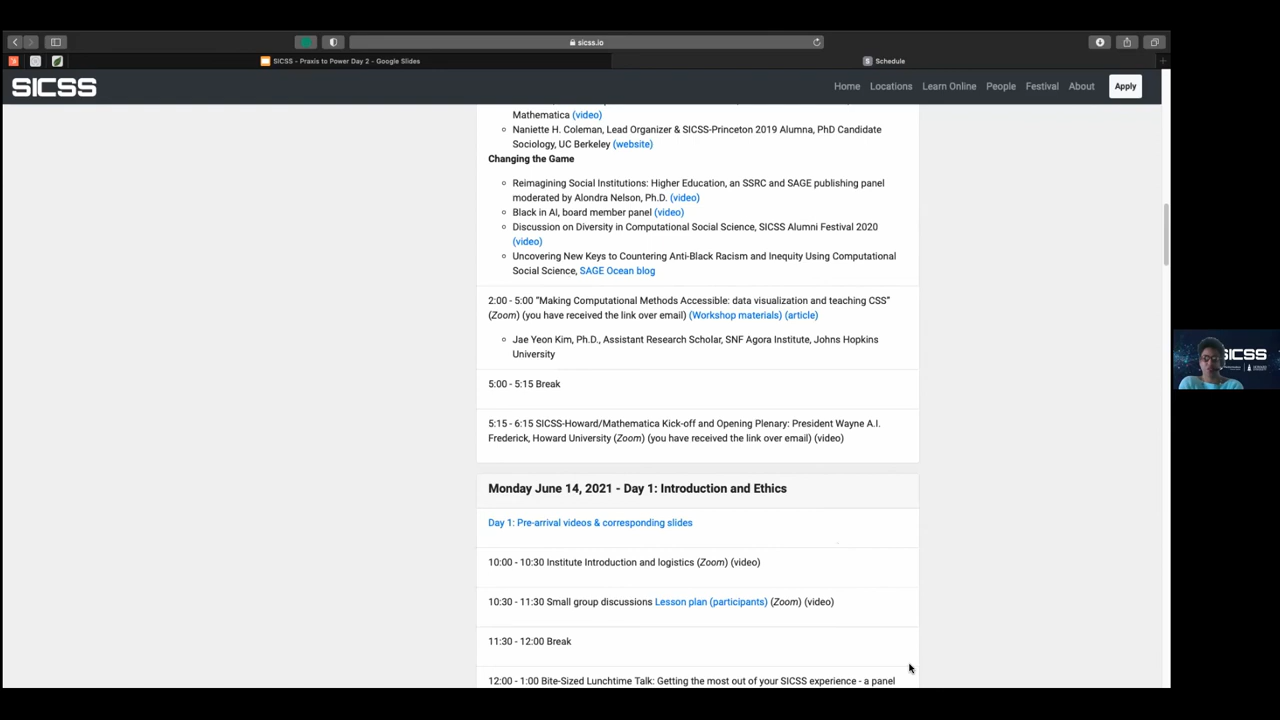 sicss.io
SICSS - Praxis to Power Day 2 - Google Slides
S Schedule
SICSS
Home Locations Learn Online People Festival About Apply
Mathematica (video)
Naniette H. Coleman, Lead Organizer & SICSS-Princeton 2019 Alumna, PhD Candidate
Sociology, UC Berkeley (website)
Changing the Game
Reimagining Social Institutions: Higher Education, an SSRC and SAGE publishing panel
moderated by Alondra Nelson, Ph.D. (video)
Black in AI, board member panel (video)
Discussion on Diversity in Computational Social Science, SICSS Alumni Festival 2020
(video)
Uncovering New Keys to Countering Anti-Black Racism and Inequity Using Computational
Social Science, SAGE Ocean blog
2:00 - 5:00 “Making Computational Methods Accessible: data visualization and teaching CSS”
(Zoom) (you have received the link over email) (Workshop materials) (article)
Jae Yeon Kim, Ph.D., Assistant Research Scholar, SNF Agora Institute, Johns Hopkins
University
5:00 - 5:15 Break
5:15 - 6:15 SICSS-Howard/Mathematica Kick-off and Opening Plenary: President Wayne A.I.
Frederick, Howard University (Zoom) (you have received the link over email) (video)
Monday June 14, 2021 - Day 1: Introduction and Ethics
Day 1: Pre-arrival videos & corresponding slides
10:00 - 10:30 Institute Introduction and logistics (Zoom) (video)
10:30 - 11:30 Small group discussions Lesson plan (participants) (Zoom) (video)
11:30 - 12:00 Break
12:00 - 1:00 Bite-Sized Lunchtime Talk: Getting the most out of your SICSS experience - a panel
SICSS